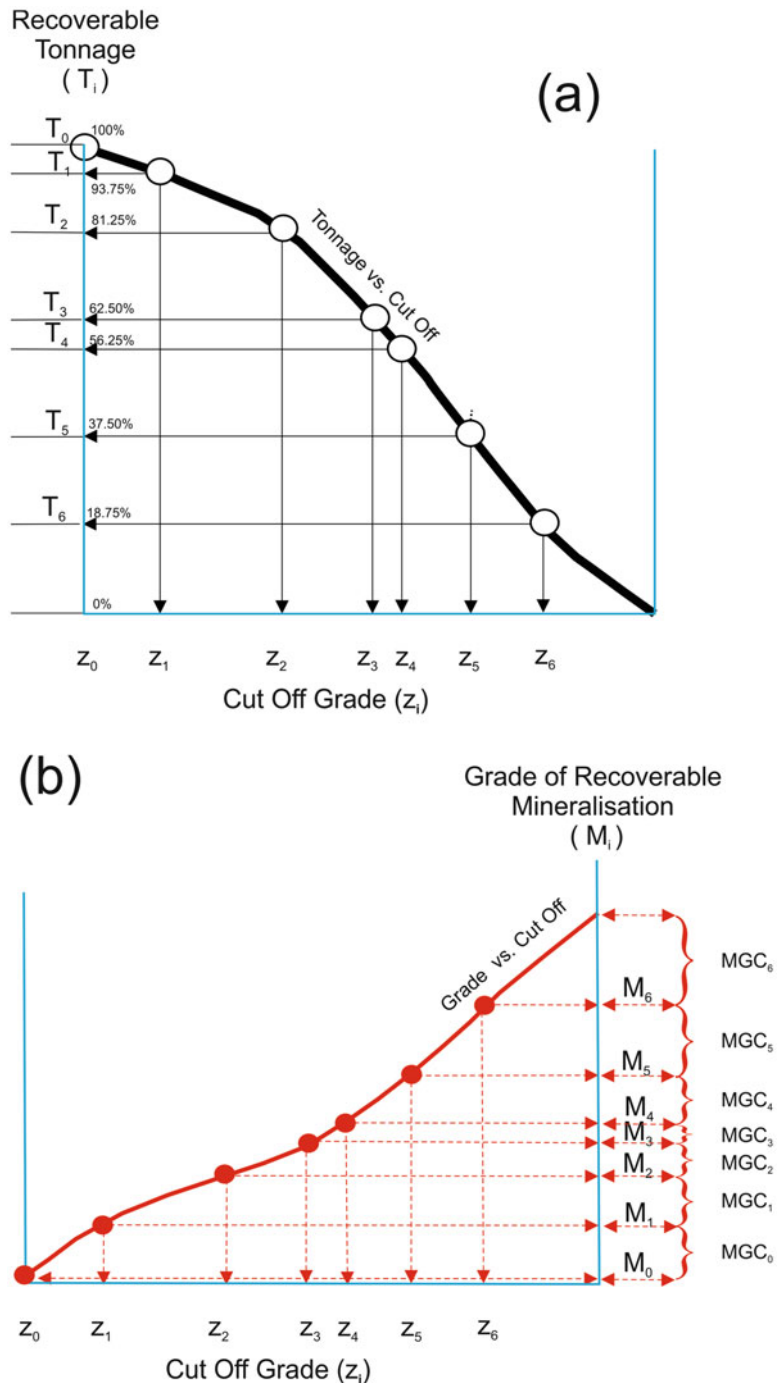 Recoverable
Tonnage
( Tᵢ )
(a)
T₀ 100%
T₁ 93.75%
T₂ 81.25%
Tonnage vs. Cut Off
T₃ 62.50%
T₄ 56.25%
T₅ 37.50%
T₆ 18.75%
0%
z₀ z₁ z₂ z₃ z₄ z₅ z₆
Cut Off Grade (zᵢ)
(b)
Grade of Recoverable
Mineralisation
( Mᵢ )
Grade vs. Cut Off
MGC₆
M₆
MGC₅
M₅
MGC₄
M₄
MGC₃
M₃
MGC₂
M₂
MGC₁
M₁
MGC₀
M₀
z₀ z₁ z₂ z₃ z₄ z₅ z₆
Cut Off Grade (zᵢ)